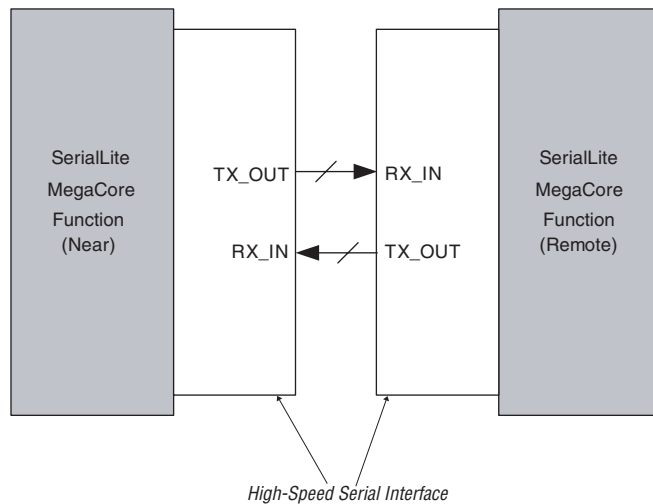 SerialLite
MegaCore
Function
(Near)
TX_OUT
RX_IN
RX_IN
TX_OUT
SerialLite
MegaCore
Function
(Remote)
High-Speed Serial Interface